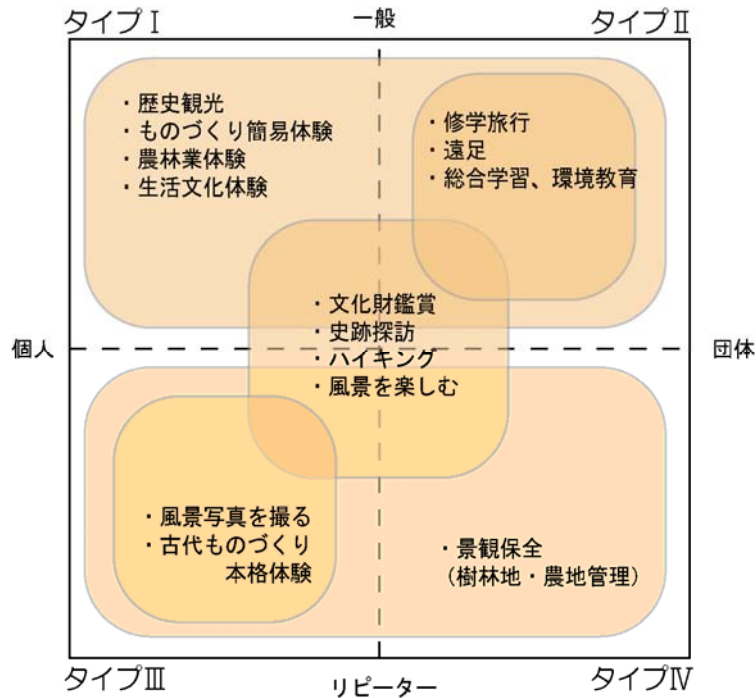 タイプⅠ
一般
タイプⅡ
・歴史観光
・ものづくり簡易体験
・農林業体験
・生活文化体験
・修学旅行
・遠足
・総合学習、環境教育
・文化財鑑賞
・史跡探訪
・ハイキング
・風景を楽しむ
個人
団体
・風景写真を撮る
・古代ものづくり
本格体験
・景観保全
（樹林地・農地管理）
タイプⅢ
リピーター
タイプⅣ